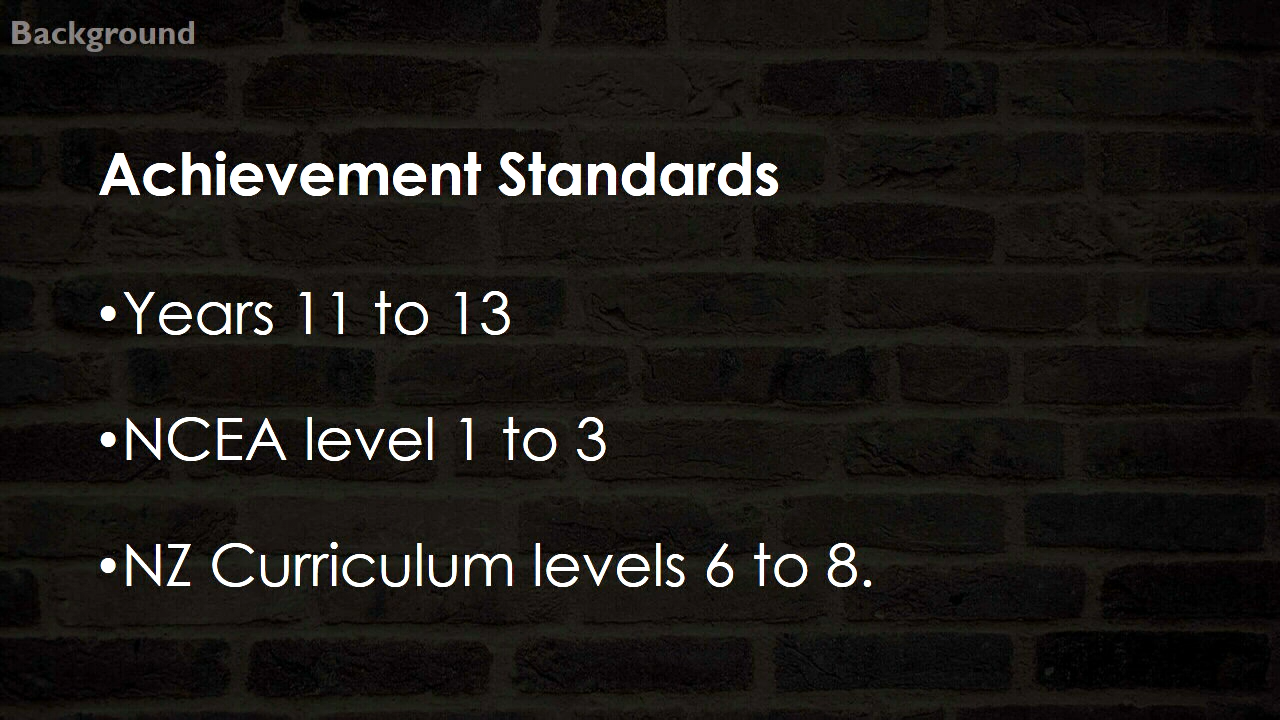 Background
Achievement Standards
•Years 11 to 13
•NCEA level 1 to 3
•NZ Curriculum levels 6 to 8.